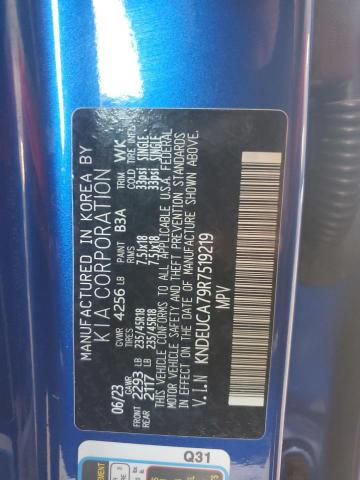 MANUFACTURED IN KOREA BY
KIA CORPORATION
06/23 GVWR 4256 LB PAINT B3A TRIM WK
GAWR RIMS COLD TIRE
FRONT 2293 LB 235/45R18 7.5Jx18 33psi SINGLE
REAR 2117 LB 235/45R18 7.5Jx18 33psi SINGLE
THIS VEHICLE CONFORMS TO ALL APPLICABLE U.S.A. FEDERAL
MOTOR VEHICLE SAFETY AND THEFT PREVENTION STANDARDS
IN EFFECT ON THE DATE OF MANUFACTURE SHOWN ABOVE.
V.I.N KNDEUCA79R7519219
MPV
Q31